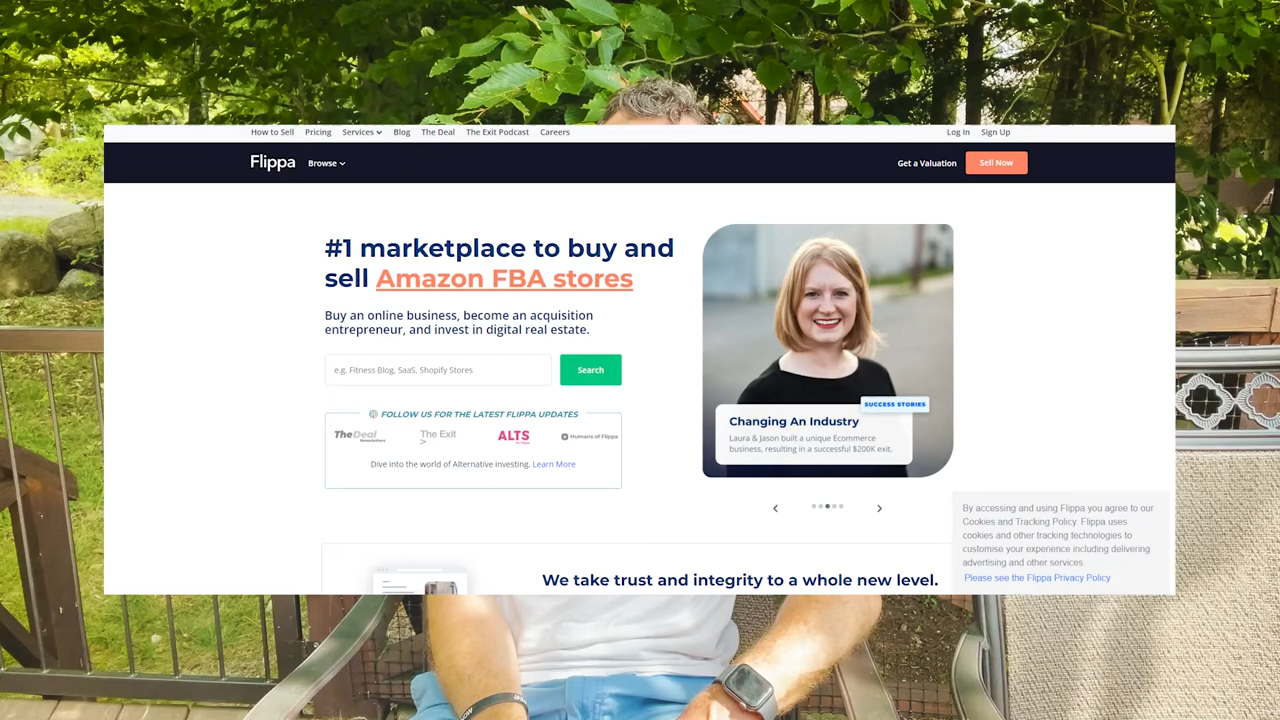 How to Sell Pricing Services Blog The Deal The Exit Podcast Careers Log In Sign Up
Flippa Browse Get a Valuation Sell Now
#1 marketplace to buy and
sell Amazon FBA stores
Buy an online business, become an acquisition
entrepreneur, and invest in digital real estate.
e.g. Fitness Blog, SaaS, Shopify Stores Search
FOLLOW US FOR THE LATEST FLIPPA UPDATES
The Deal Newsletters The Exit > ALTS by Flippa Humans of Flippa
Dive into the world of Alternative investing. Learn More
SUCCESS STORIES
Changing An Industry
Laura & Jason built a unique Ecommerce
business, resulting in a successful $200K exit.
We take trust and integrity to a whole new level.
By accessing and using Flippa you agree to our
Cookies and Tracking Policy. Flippa uses
cookies and other tracking technologies to
customise your experience including delivering
advertising and other services.
Please see the Flippa Privacy Policy